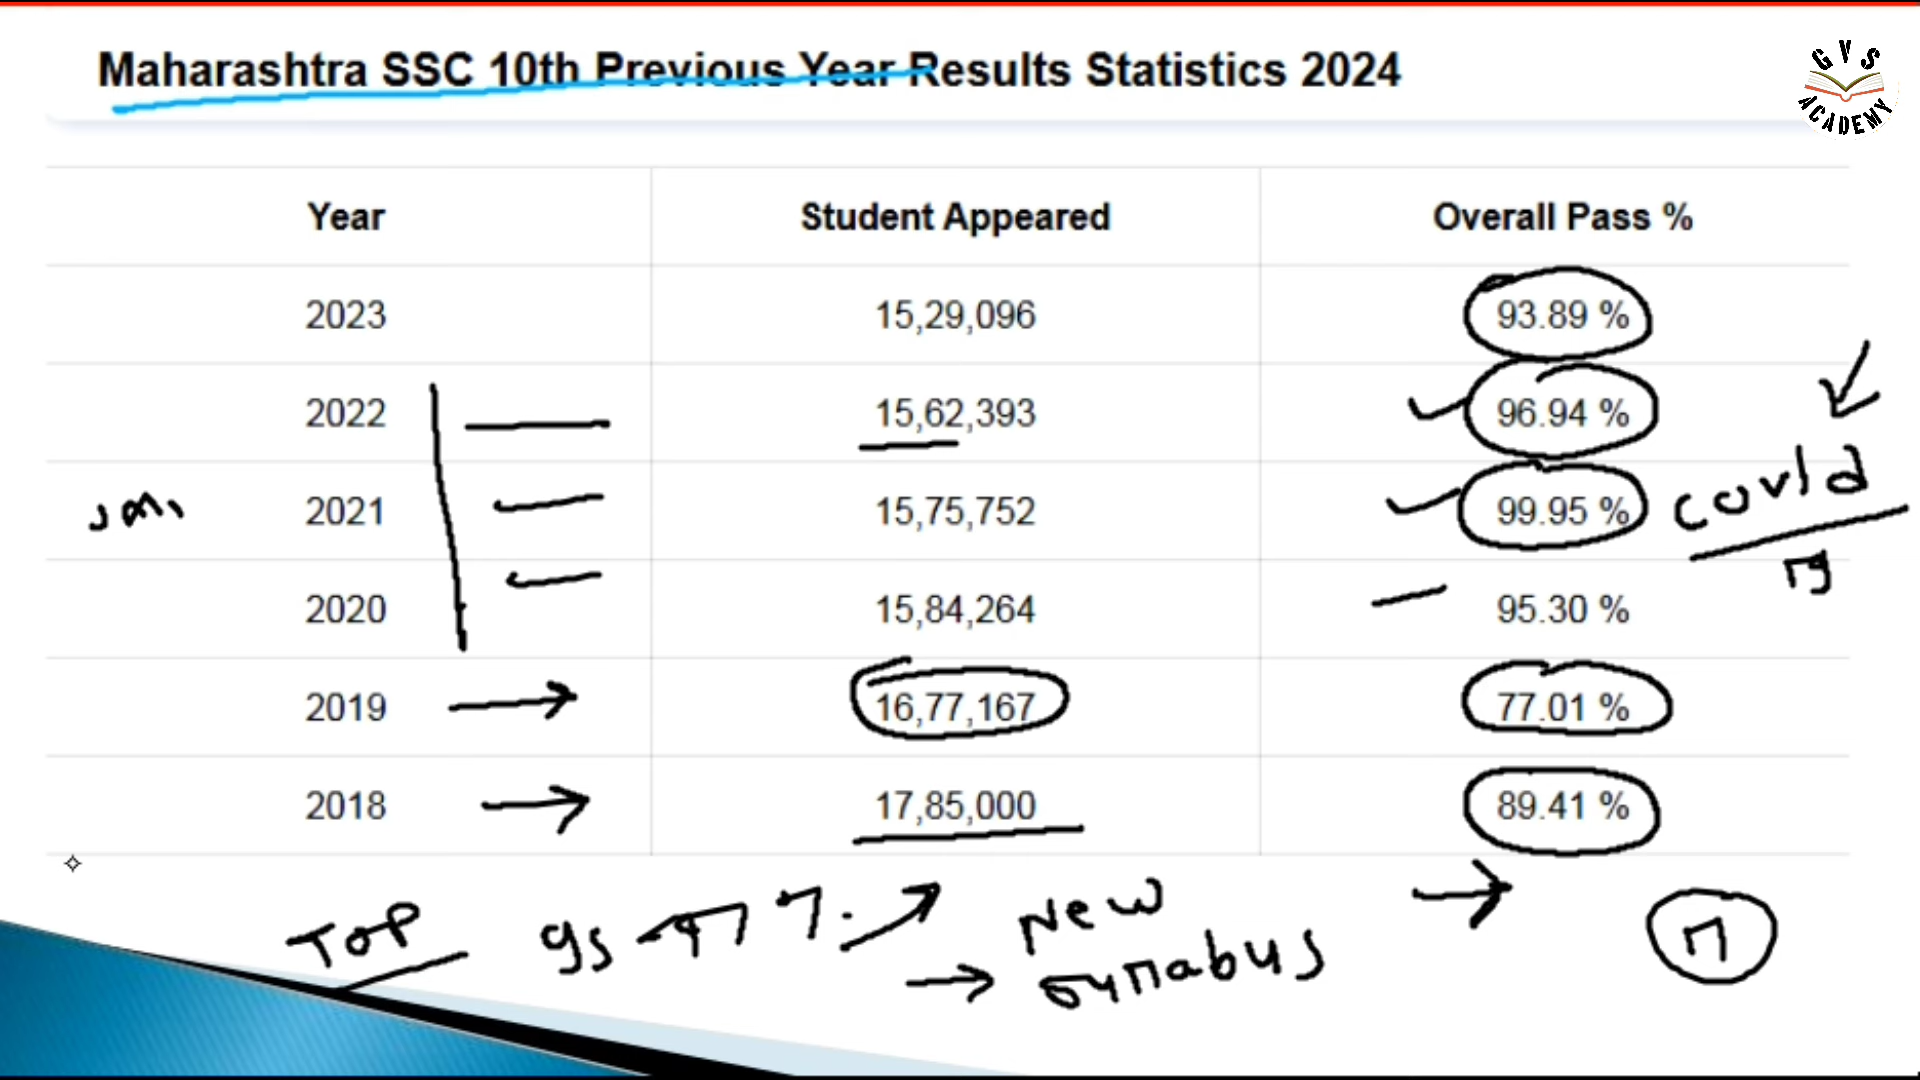 Maharashtra SSC 10th Previous Year Results Statistics 2024
GVS
ACADEMY
Year Student Appeared Overall Pass %
2023 15,29,096 93.89 %
2022 15,62,393 96.94 %
2021 15,75,752 99.95 %
covid
2020 15,84,264 95.30 %
2019 16,77,167 77.01 %
2018 17,85,000 89.41 %
TOP
New